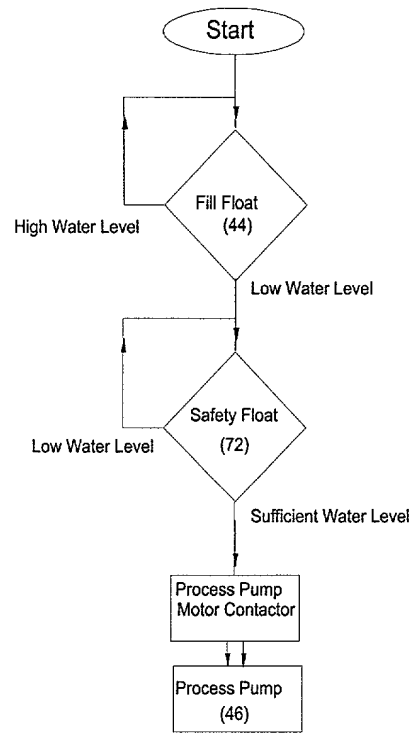 Start
Fill Float
(44)
High Water Level
Low Water Level
Safety Float
(72)
Low Water Level
Sufficient Water Level
Process Pump
Motor Contactor
Process Pump
(46)